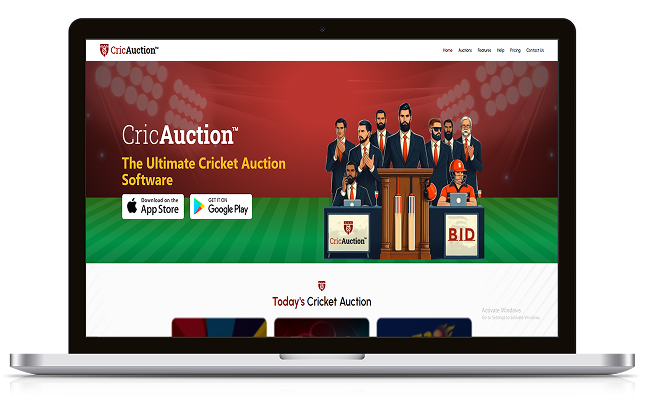 CricAuction™
Home Auctions Features Help Pricing Contact Us
CricAuction™
The Ultimate Cricket Auction
Software
Download on the
App Store
GET IT ON
Google Play
CricAuction™
BID
Today's Cricket Auction
Activate Windows
Go to Settings to activate Windows.